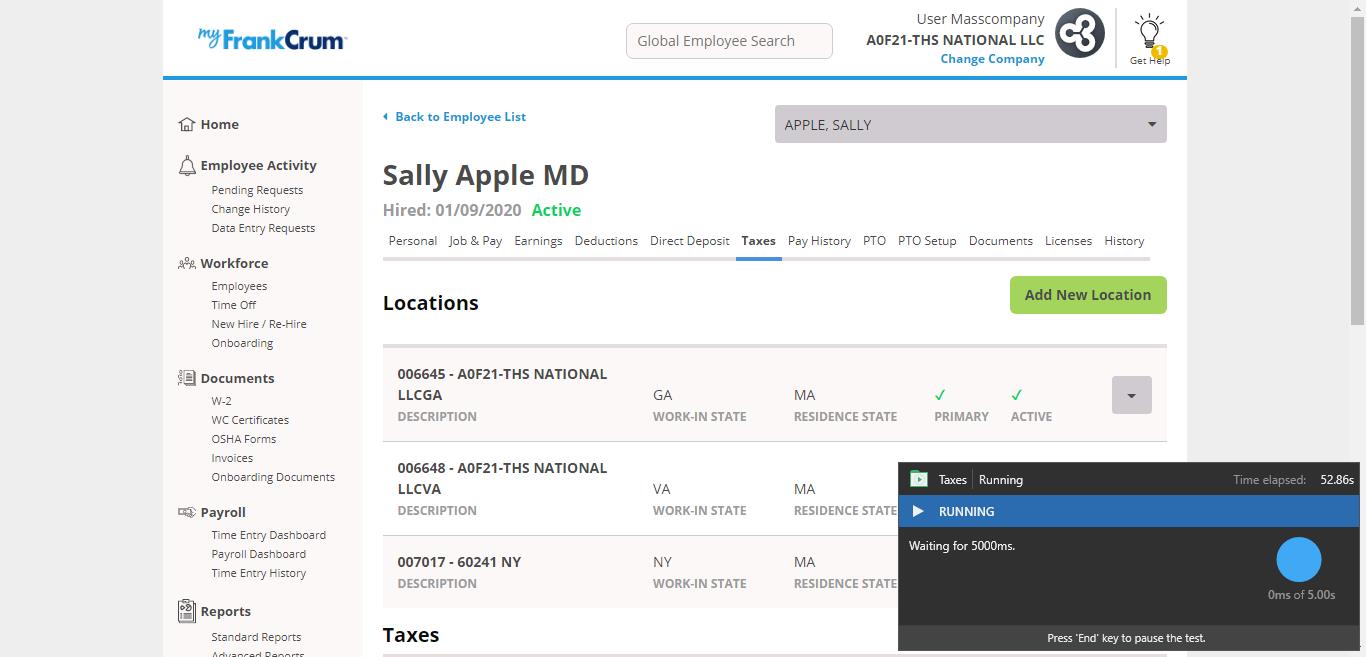 myFrankCrum
Global Employee Search
User Masscompany
A0F21-THS NATIONAL LLC
Change Company
1
Get Help
Home
Employee Activity
Pending Requests
Change History
Data Entry Requests
Workforce
Employees
Time Off
New Hire / Re-Hire
Onboarding
Documents
W-2
WC Certificates
OSHA Forms
Invoices
Onboarding Documents
Payroll
Time Entry Dashboard
Payroll Dashboard
Time Entry History
Reports
Standard Reports
Advanced Reports
Back to Employee List
APPLE, SALLY
Sally Apple MD
Hired: 01/09/2020 Active
Personal Job & Pay Earnings Deductions Direct Deposit Taxes Pay History PTO PTO Setup Documents Licenses History
Locations
Add New Location
006645 - A0F21-THS NATIONAL
LLCGA GA MA
DESCRIPTION WORK-IN STATE RESIDENCE STATE PRIMARY ACTIVE
006648 - A0F21-THS NATIONAL
LLCVA VA MA
DESCRIPTION WORK-IN STATE RESIDENCE STATE
007017 - 60241 NY NY MA
DESCRIPTION WORK-IN STATE RESIDENCE STATE
Taxes
Taxes Running Time elapsed: 52.86s
RUNNING
Waiting for 5000ms.
0ms of 5.00s
Press 'End' key to pause the test.